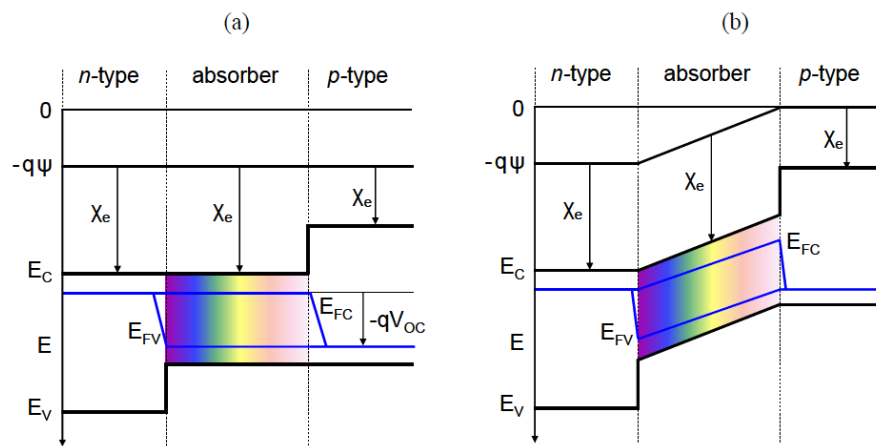 (a)
n-type absorber p-type
0
-qψ
χe χe χe
EC
EFV EFC -qVOC
E
EV
(b)
n-type absorber p-type
0
-qψ
χe χe χe
EC
EFC
EFV
E
EV